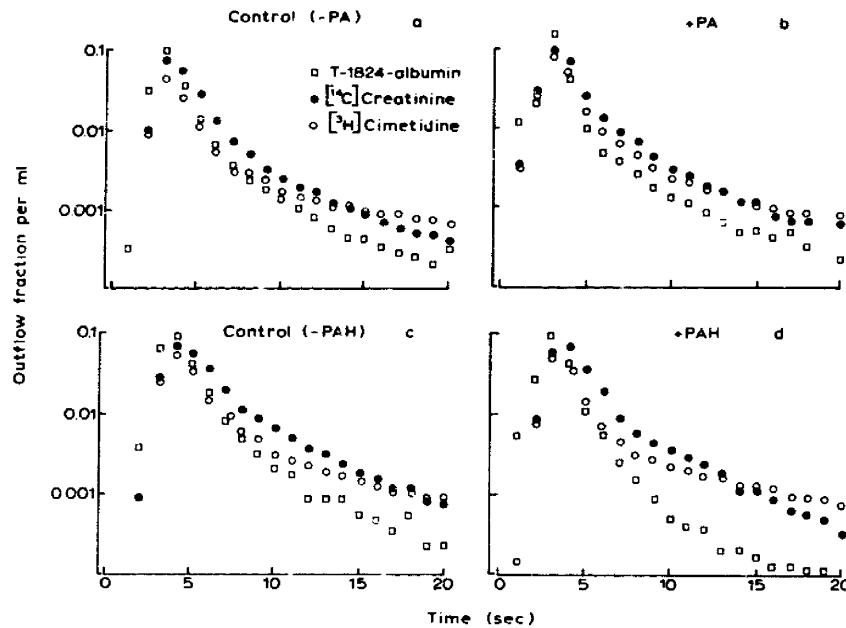 Control (-PA) a
+PA b
T-1824-albumin
[14C]Creatinine
[3H]Cimetidine
0.1
0.01
0.001
Outflow fraction per ml
Control (-PAH) c
+PAH d
0.1
0.01
0.001
0 5 10 15 20
0 5 10 15 20
Time (sec)